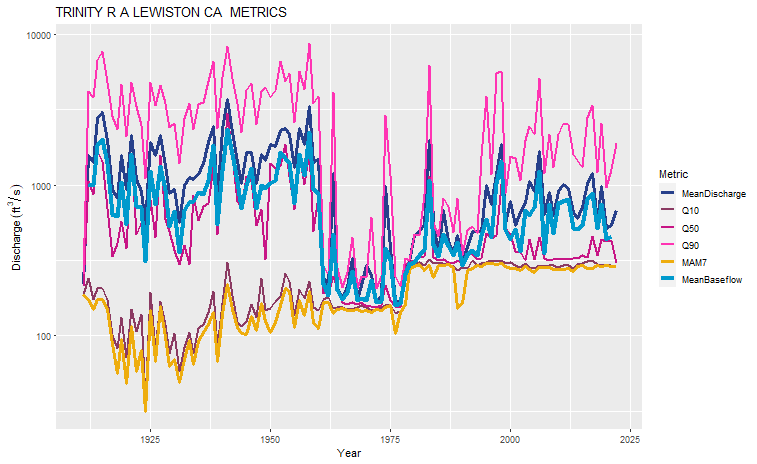 TRINITY R A LEWISTON CA  METRICS
10000
1000
100
Discharge (ft³/s)
1925
1950
1975
2000
2025
Year
Metric
MeanDischarge
Q10
Q50
Q90
MAM7
MeanBaseflow